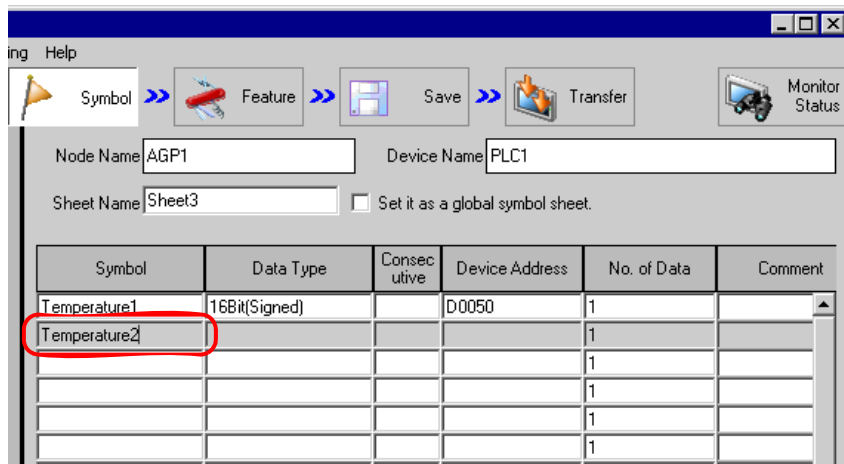 ing Help
Symbol Feature Save Transfer Monitor Status
Node Name AGP1 Device Name PLC1
Sheet Name Sheet3 Set it as a global symbol sheet.
Symbol Data Type Consec utive Device Address No. of Data Comment
Temperature1 16Bit(Signed) D0050 1
Temperature2 1
1
1
1
1